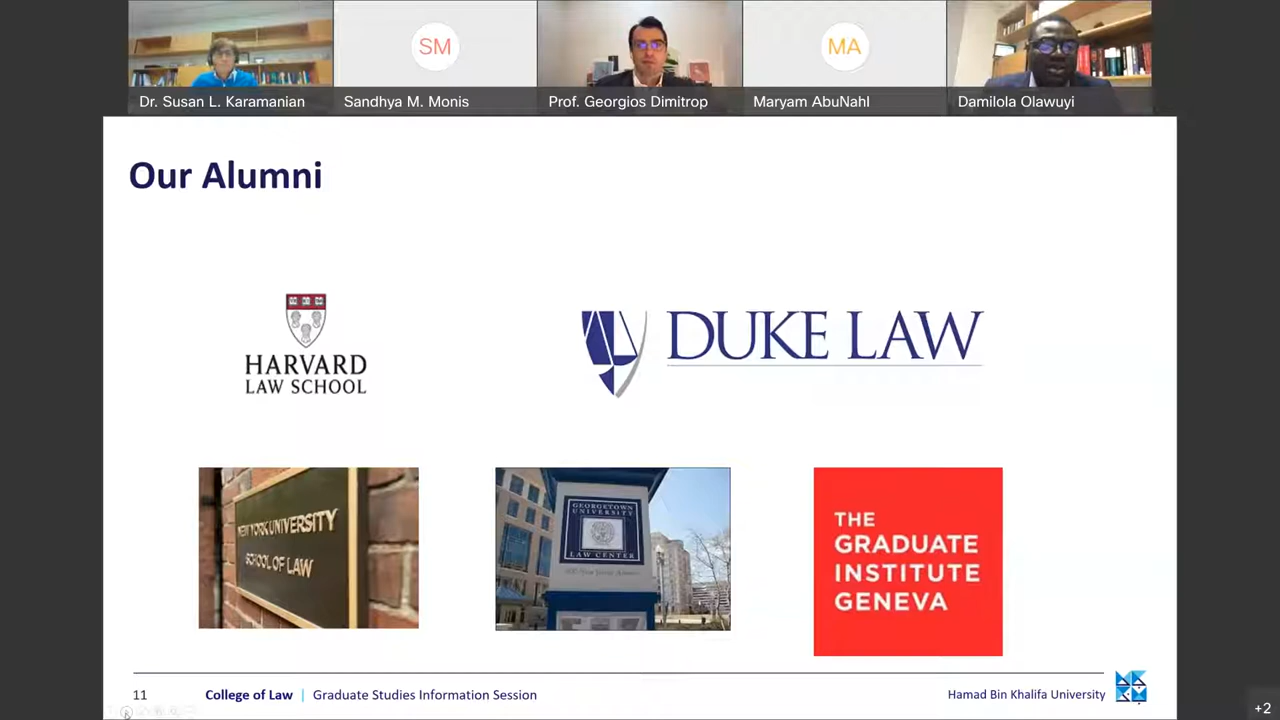 SM
MA
Dr. Susan L. Karamanian
Sandhya M. Monis
Prof. Georgios Dimitrop
Maryam AbuNahl
Damilola Olawuyi
Our Alumni
HARVARD
LAW SCHOOL
DUKE LAW
NEW YORK UNIVERSITY
SCHOOL OF LAW
GEORGETOWN
UNIVERSITY
LAW CENTER
THE
GRADUATE
INSTITUTE
GENEVA
11
College of Law | Graduate Studies Information Session
Hamad Bin Khalifa University
+2